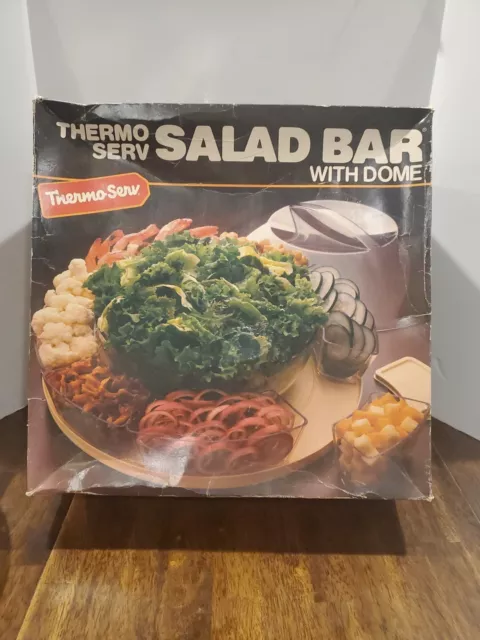 THERMO SERV SALAD BAR
WITH DOME
Thermo-Serv